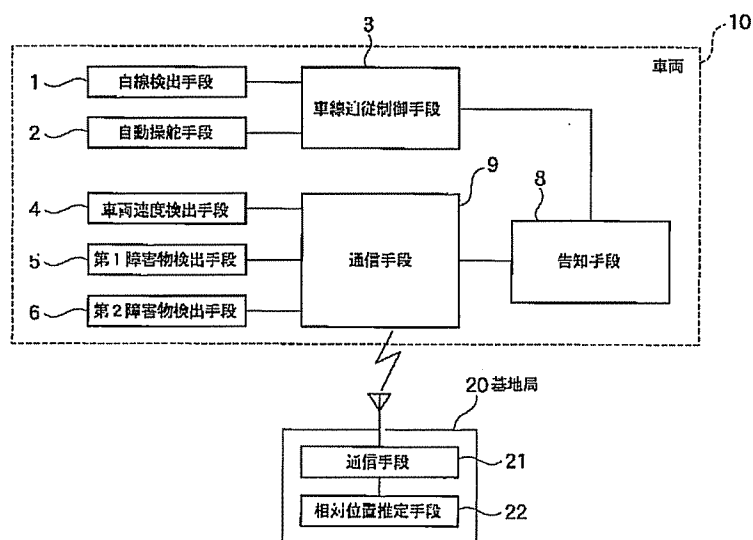 3
10
車両
1
白線検出手段
車線追従制御手段
2
自動操舵手段
9
4
車両速度検出手段
8
5
第1障害物検出手段
通信手段
告知手段
6
第2障害物検出手段
20基地局
通信手段
21
相対位置推定手段
22